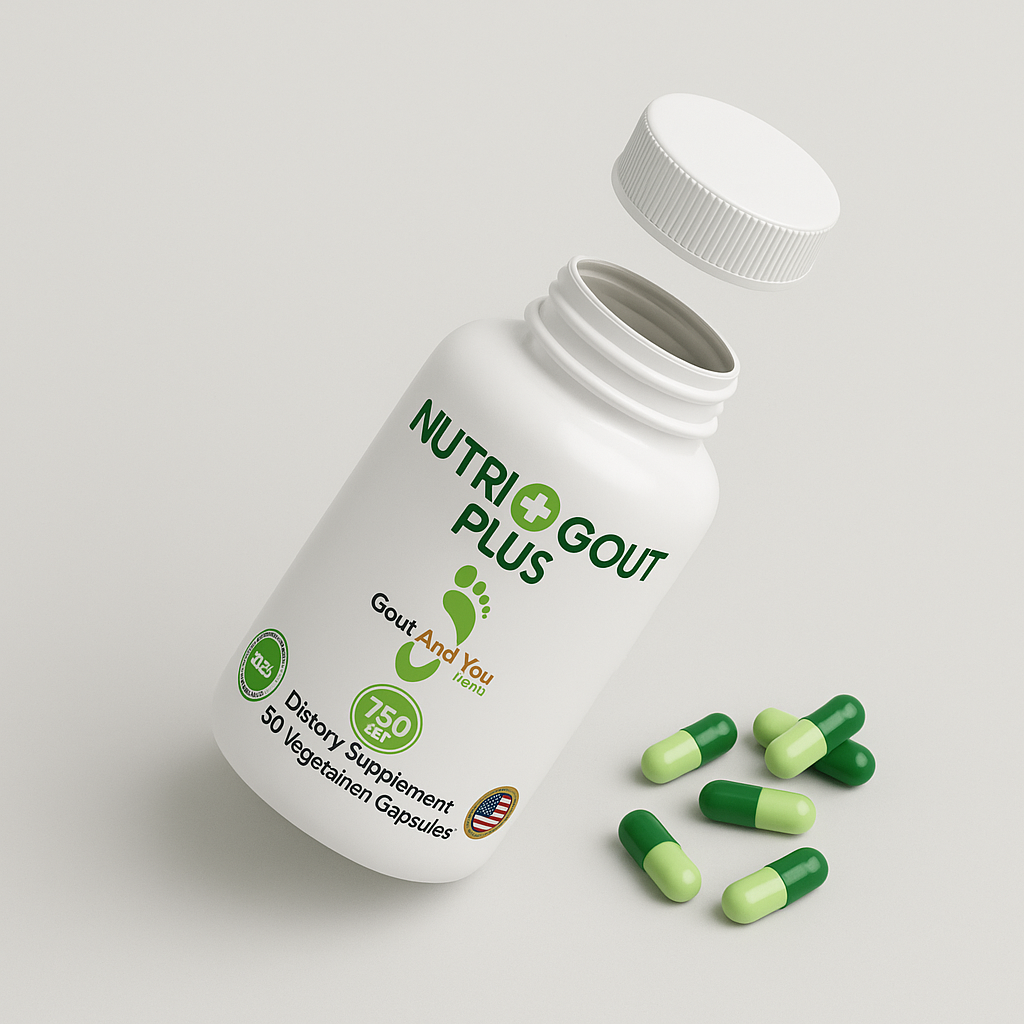 NUTRI GOUT
PLUS
Gout And You
750
Distory Suppiement
50 Vegetainen Gapsules